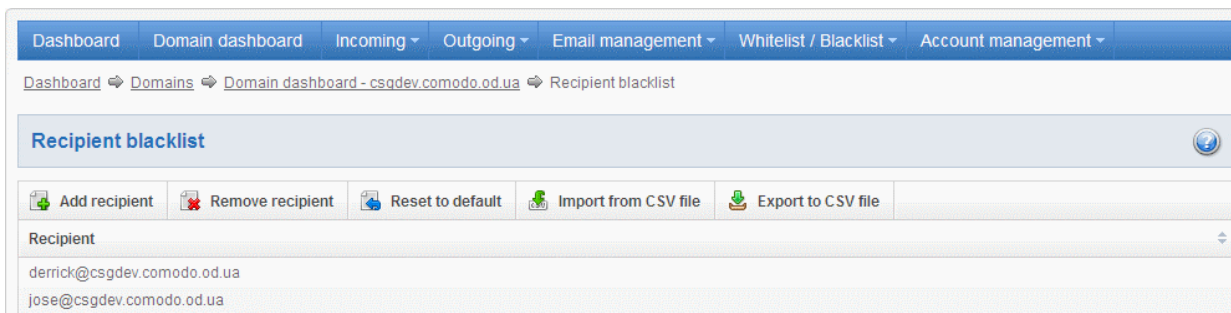 Dashboard Domain dashboard Incoming Outgoing Email management Whitelist / Blacklist Account management
Dashboard Domains Domain dashboard - csgdev.comodo.od.ua Recipient blacklist
Recipient blacklist
Add recipient Remove recipient Reset to default Import from CSV file Export to CSV file
Recipient
derrick@csgdev.comodo.od.ua
jose@csgdev.comodo.od.ua